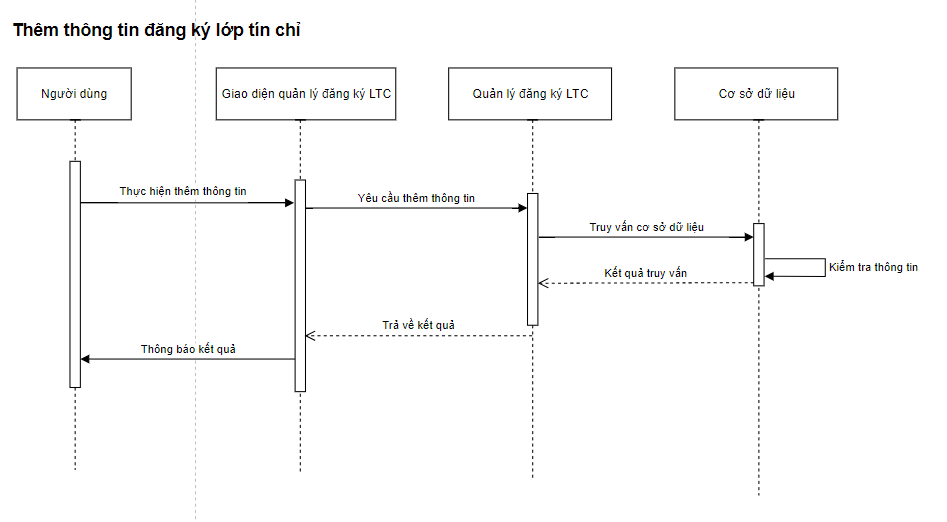 Thêm thông tin đăng ký lớp tín chỉ
Người dùng
Giao diện quản lý đăng ký LTC
Quản lý đăng ký LTC
Cơ sở dữ liệu
Thực hiện thêm thông tin
Yêu cầu thêm thông tin
Truy vấn cơ sở dữ liệu
Kiểm tra thông tin
Kết quả truy vấn
Trả về kết quả
Thông báo kết quả